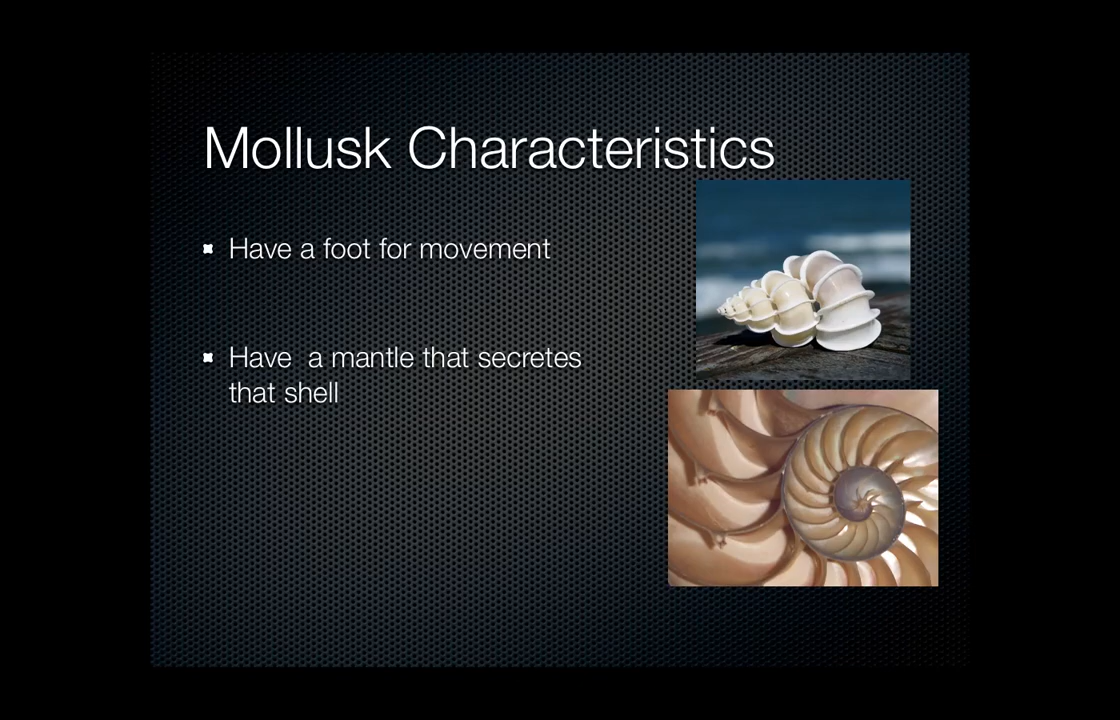 Mollusk Characteristics
Have a foot for movement
Have  a mantle that secretes
that shell